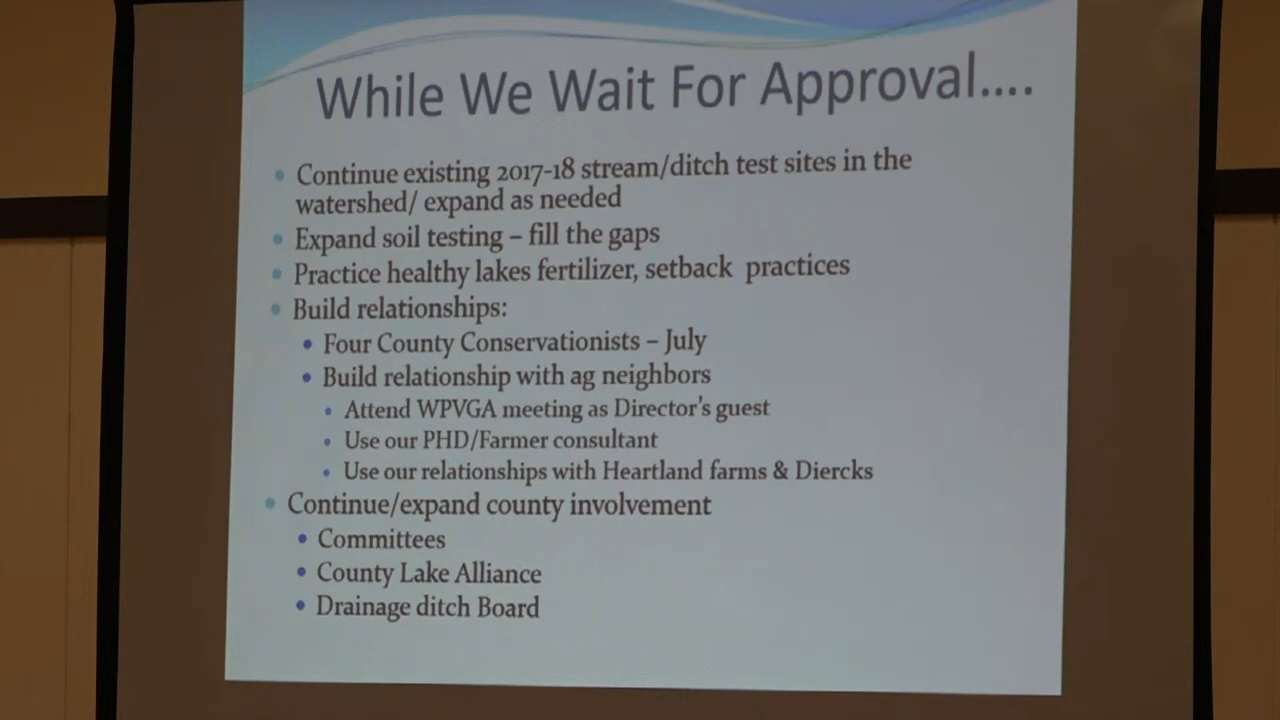 While We Wait For Approval....
Continue existing 2017-18 stream/ditch test sites in the
watershed/ expand as needed
Expand soil testing – fill the gaps
Practice healthy lakes fertilizer, setback practices
Build relationships:
Four County Conservationists – July
Build relationship with ag neighbors
Attend WPVGA meeting as Director's guest
Use our PHD/Farmer consultant
Use our relationships with Heartland farms & Diercks
Continue/expand county involvement
Committees
County Lake Alliance
Drainage ditch Board